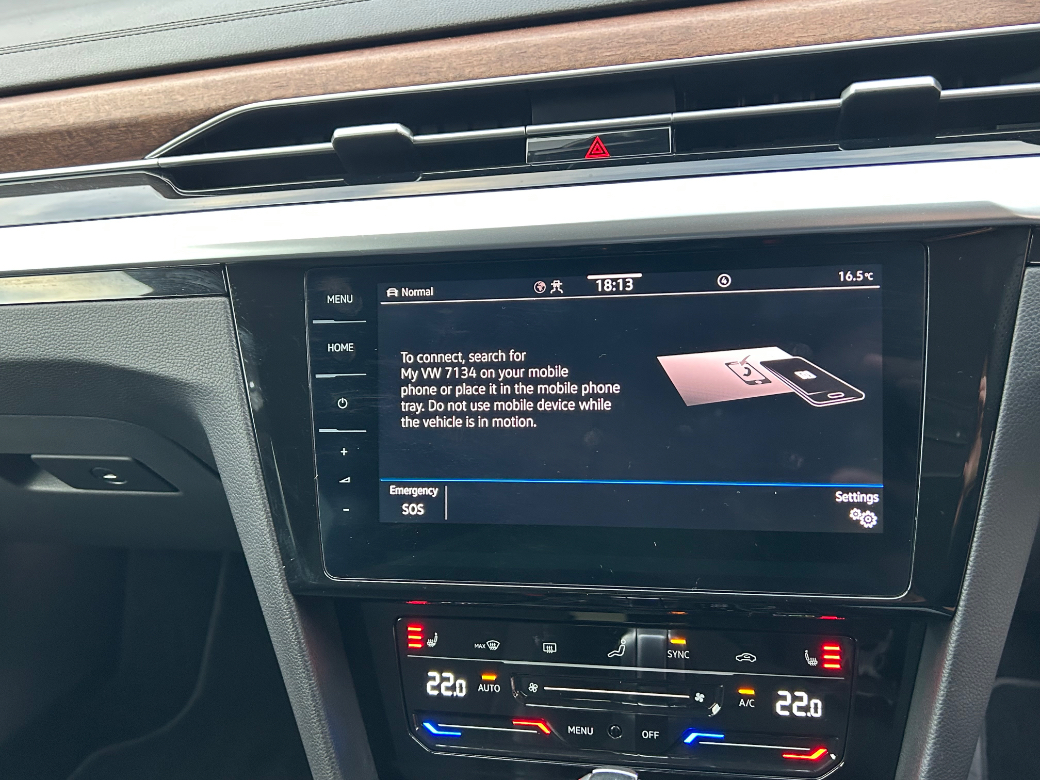 MENU
HOME
+
-
Normal
18:13
4
16.5°C
To connect, search for
My VW 7134 on your mobile
phone or place it in the mobile phone
tray. Do not use mobile device while
the vehicle is in motion.
Emergency
SOS
Settings
MAX
SYNC
22.0
AUTO
A/C
22.0
MENU
OFF